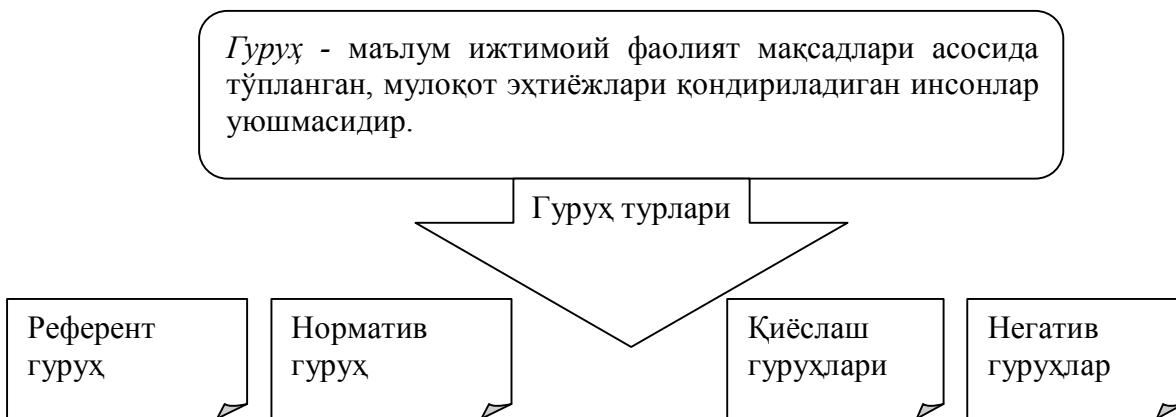 Гуруҳ - маълум ижтимоий фаолият мақсадлари асосида
тўпланган, мулоқот эҳтиёжлари қондириладиган инсонлар
уюшмасидир.
Гуруҳ турлари
Референт
гуруҳ
Норматив
гуруҳ
Қиёслаш
гуруҳлари
Негатив
гуруҳлар